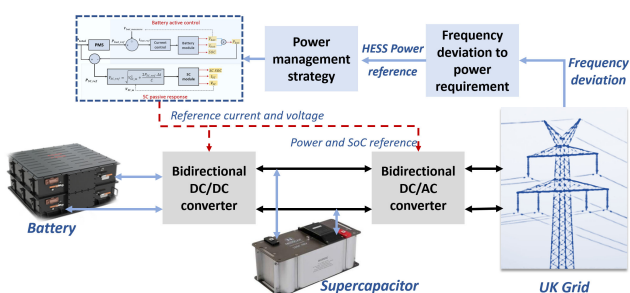 Battery active control
PMS
Current
control
Battery
module
SOC
SC
module
SC passive response
Power
management
strategy
HESS Power
reference
Frequency
deviation to
power
requirement
Frequency
deviation
Reference current and voltage
Power and SoC reference
Bidirectional
DC/DC
converter
Bidirectional
DC/AC
converter
Battery
Supercapacitor
UK Grid